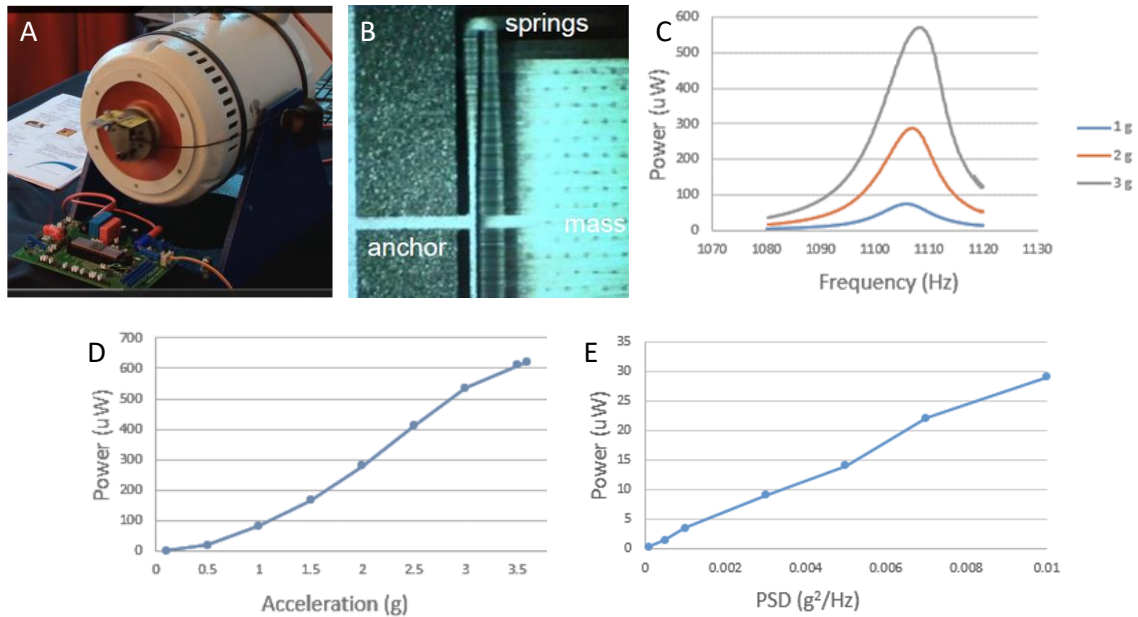 A
B
springs
anchor
mass
C
600
500
400
300
200
100
0
1070
1080
1090
1100
1110
1120
1130
Power (uW)
Frequency (Hz)
1 g
2 g
3 g
D
700
600
500
400
300
200
100
0
0
0.5
1
1.5
2
2.5
3
3.5
Power (uW)
Acceleration (g)
E
35
30
25
20
15
10
5
0
0
0.002
0.004
0.006
0.008
0.01
Power (uW)
PSD (g²/Hz)